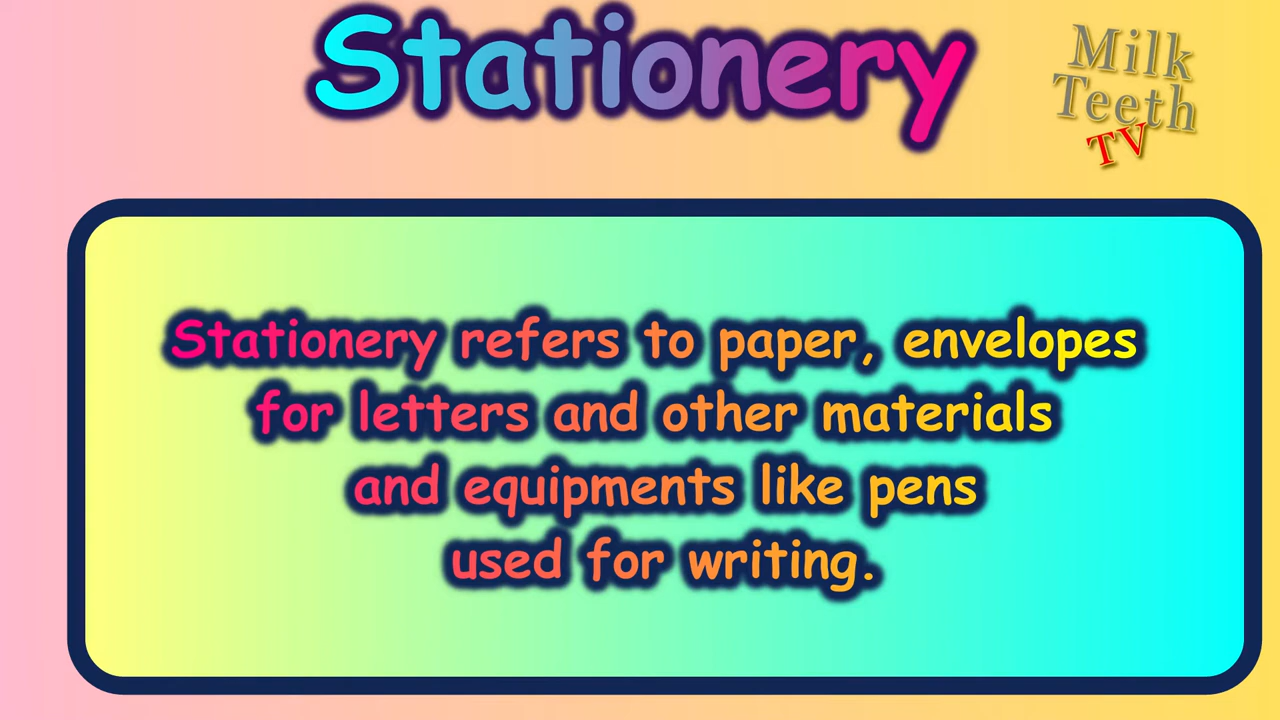 Stationery
Milk
Teeth
TV
Stationery refers to paper, envelopes
for letters and other materials
and equipments like pens
used for writing.